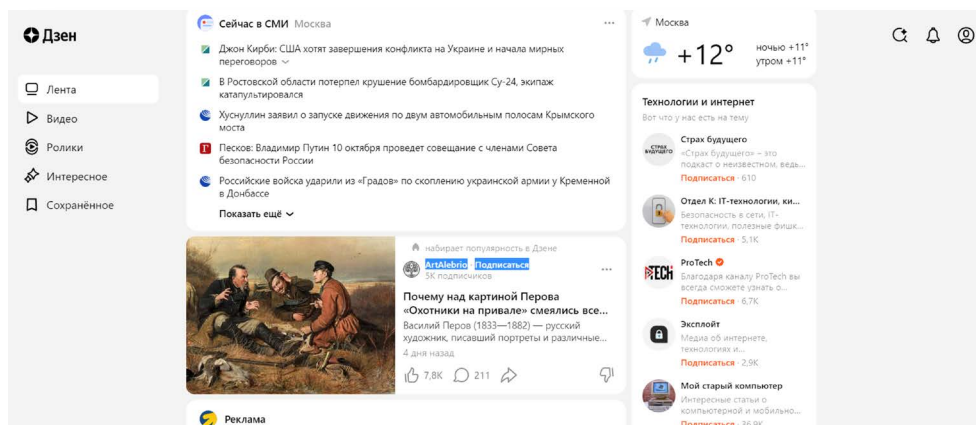 Дзен
Лента
Видео
Ролики
Интересное
Сохранённое
Сейчас в СМИ Москва
Джон Кирби: США хотят завершения конфликта на Украине и начала мирных
переговоров
В Ростовской области потерпел крушение бомбардировщик Су-24, экипаж
катапультировался
Хуснуллин заявил о запуске движения по двум автомобильным полосам Крымского
моста
Песков: Владимир Путин 10 октября проведет совещание с членами Совета
безопасности России
Российские войска ударили из «Градов» по скоплению украинской армии у Кременной
в Донбассе
Показать ещё
набирает популярность в Дзене
ArtAlebrio · Подписаться
5K подписчиков
Почему над картиной Перова
«Охотники на привале» смеялись все...
Василий Перов (1833—1882) — русский
художник, писавший портреты и различные...
4 дня назад
7,8K 211
Реклама
Москва
+12°
ночью +11°
утром +11°
Технологии и интернет
Вот что у нас есть на тему
СТРАХ
БУДУЩЕГО
Страх будущего
«Страх будущего» – это
подкаст о неизвестном, ведь...
Подписаться · 610
Отдел К: IT-технологии, ки...
Безопасность в сети, IT-
технологии, полезные фишк...
Подписаться · 5,1K
ProTech
Благодаря каналу ProTech вы
всегда сможете узнать о...
Подписаться · 6,7K
Эксплойт
Медиа об интернете,
технологиях и...
Подписаться · 2,9K
Мой старый компьютер
Интересные статьи о
компьютерной и мобильно...
Подписаться · 36,9K